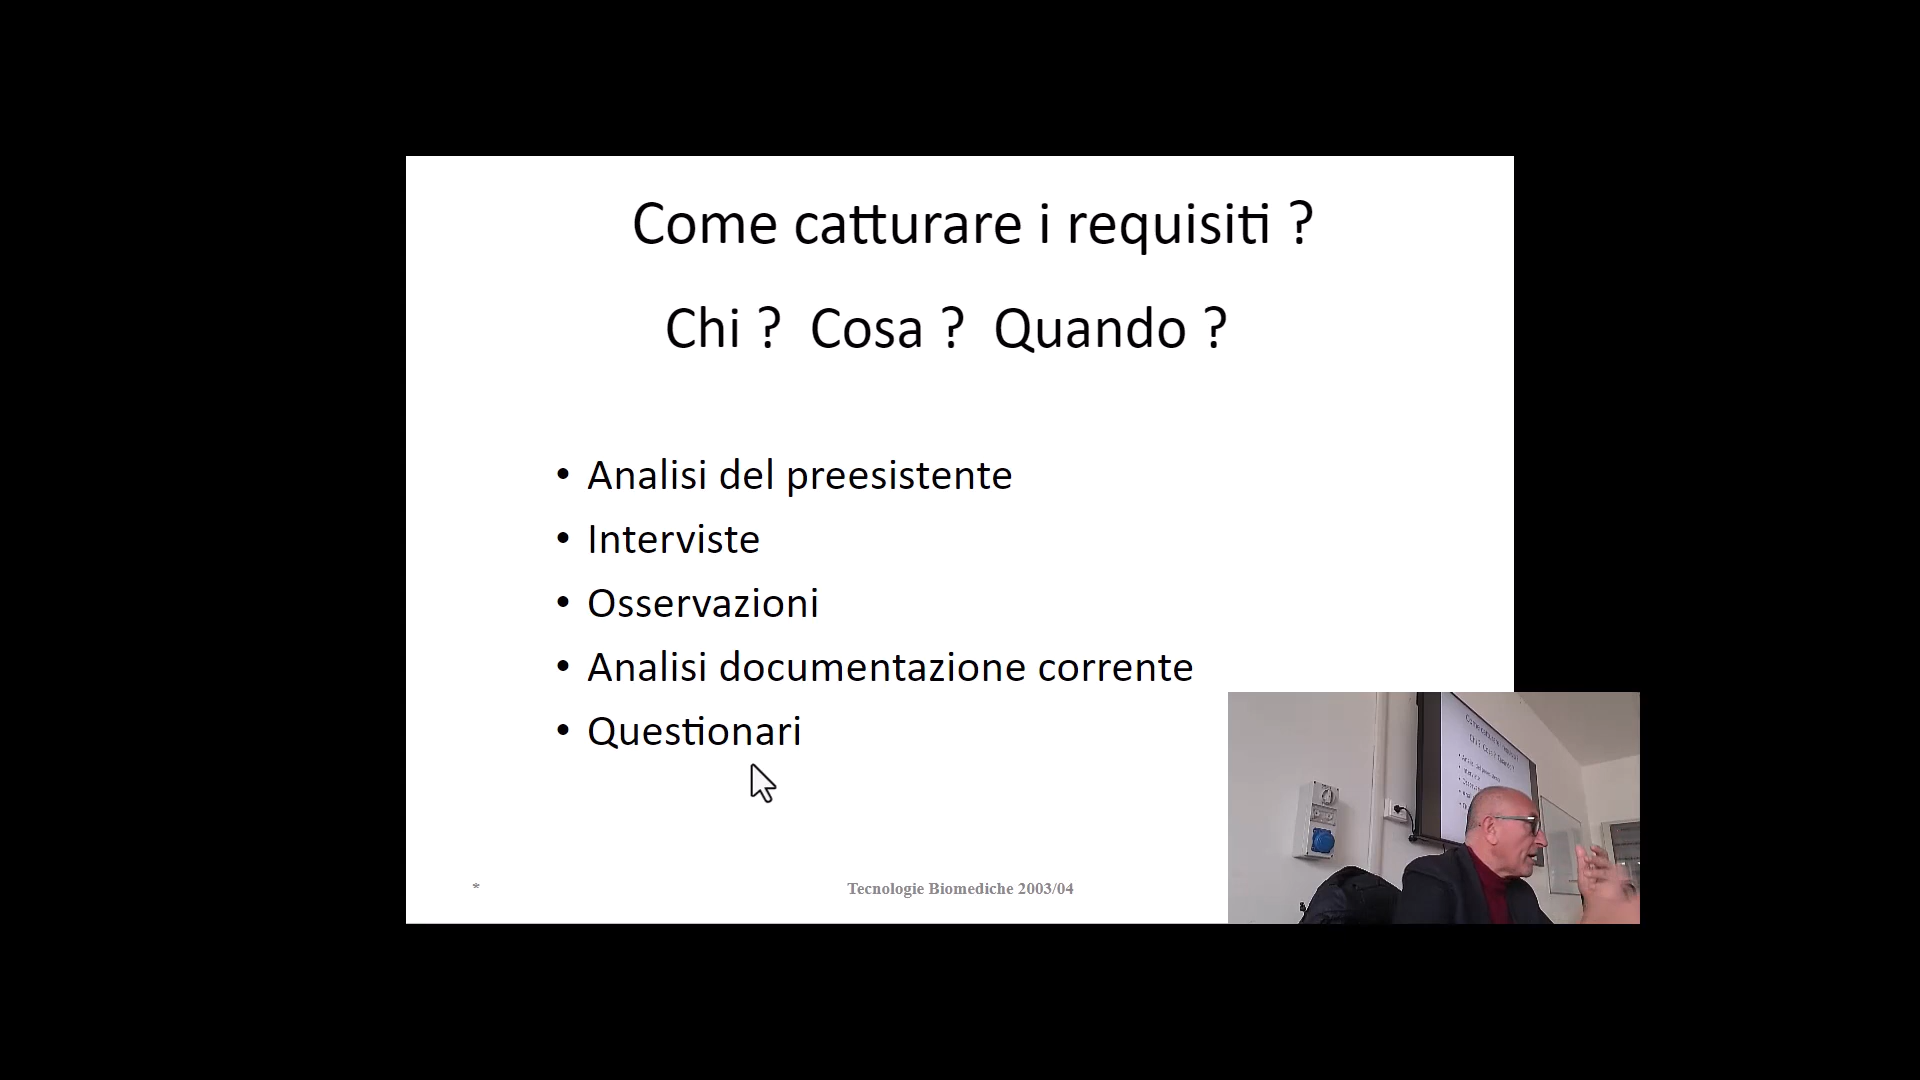 Come catturare i requisiti ?
Chi ? Cosa ? Quando ?
• Analisi del preesistente
• Interviste
• Osservazioni
• Analisi documentazione corrente
• Questionari
*
Tecnologie Biomediche 2003/04